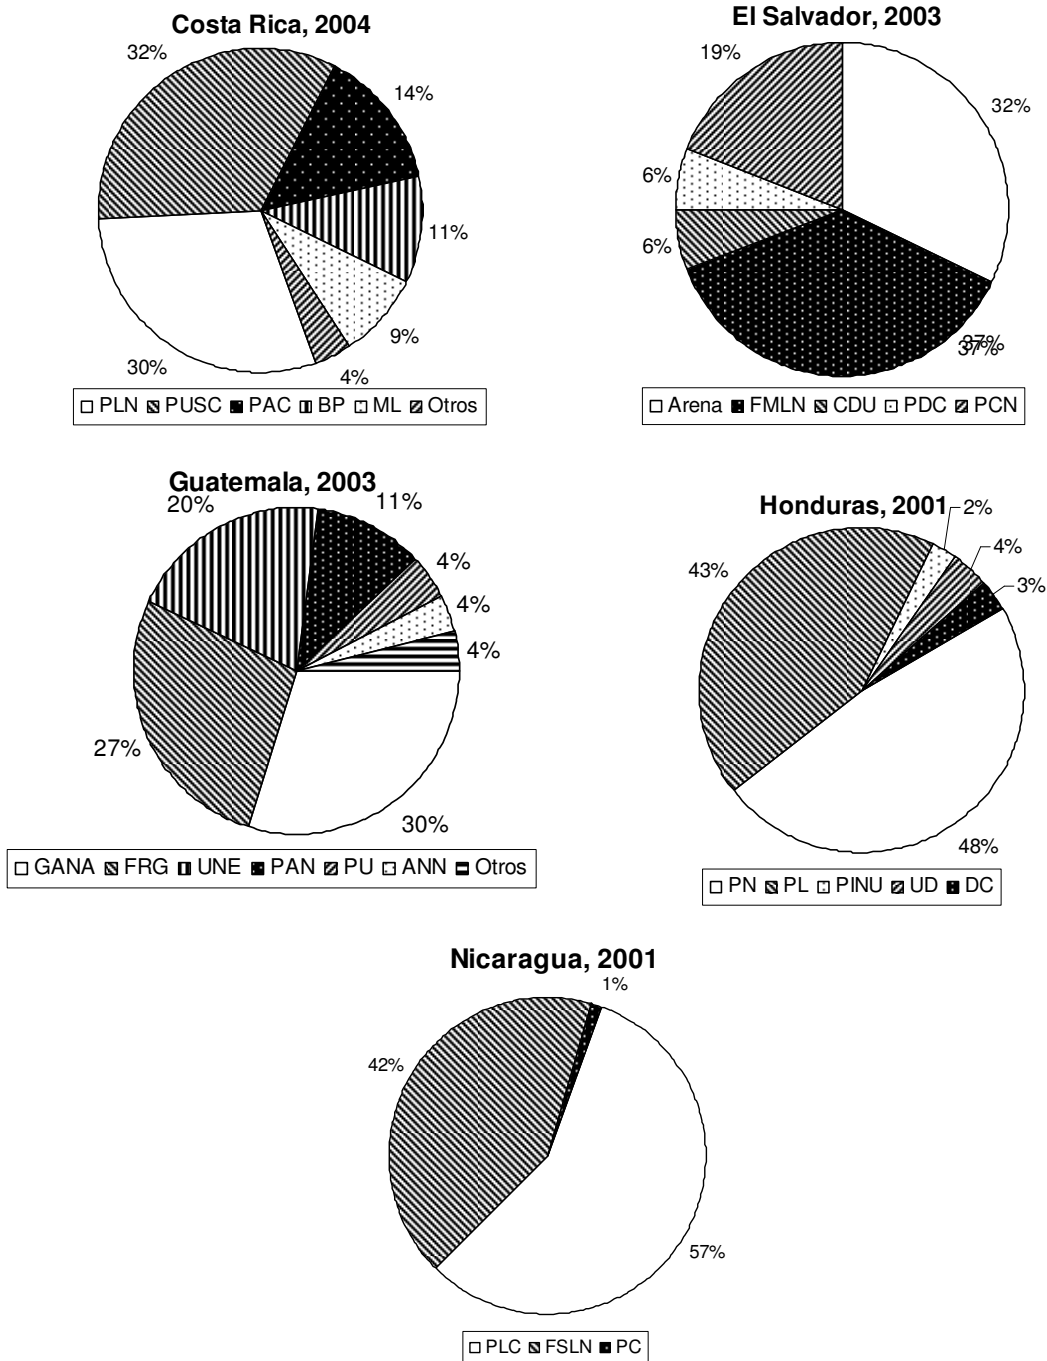 Costa Rica, 2004
32%
14%
11%
9%
4%
30%
PLN PUSC PAC BP ML Otros
El Salvador, 2003
19%
32%
6%
6%
37%
37%
Arena FMLN CDU PDC PCN
Guatemala, 2003
20%
11%
4%
4%
4%
27%
30%
GANA FRG UNE PAN PU ANN Otros
Honduras, 2001
2%
43%
4%
3%
48%
PN PL PINU UD DC
Nicaragua, 2001
1%
42%
57%
PLC FSLN PC